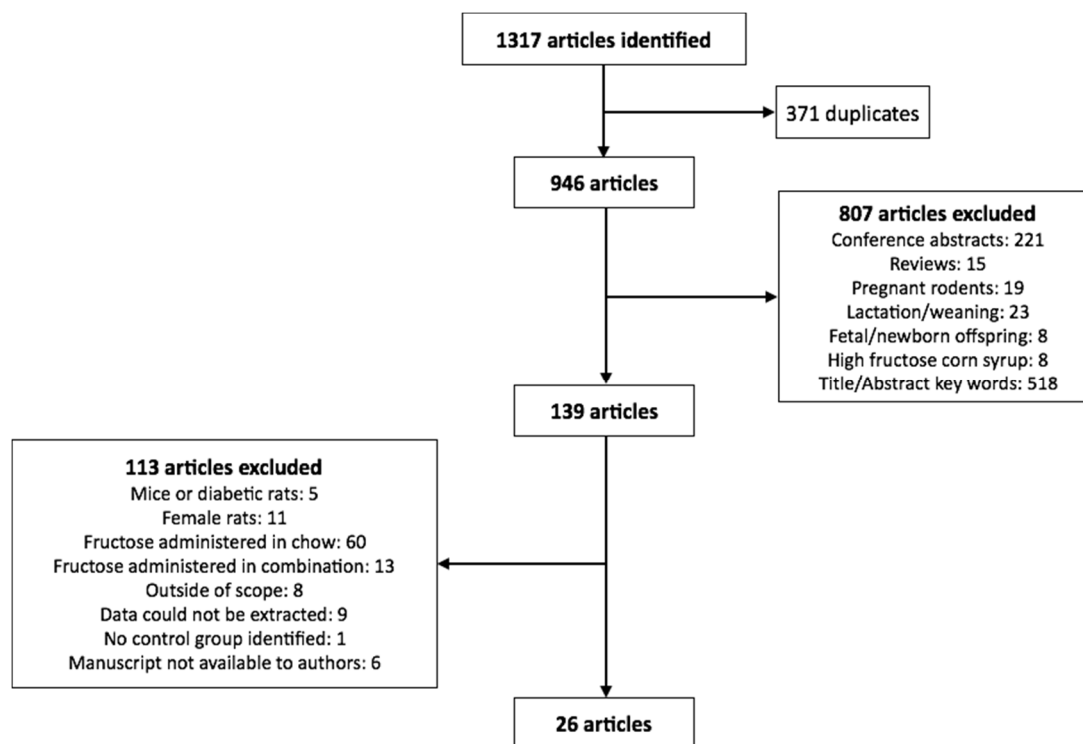 1317 articles identified
371 duplicates
946 articles
807 articles excluded
Conference abstracts: 221
Reviews: 15
Pregnant rodents: 19
Lactation/weaning: 23
Fetal/newborn offspring: 8
High fructose corn syrup: 8
Title/Abstract key words: 518
139 articles
113 articles excluded
Mice or diabetic rats: 5
Female rats: 11
Fructose administered in chow: 60
Fructose administered in combination: 13
Outside of scope: 8
Data could not be extracted: 9
No control group identified: 1
Manuscript not available to authors: 6
26 articles